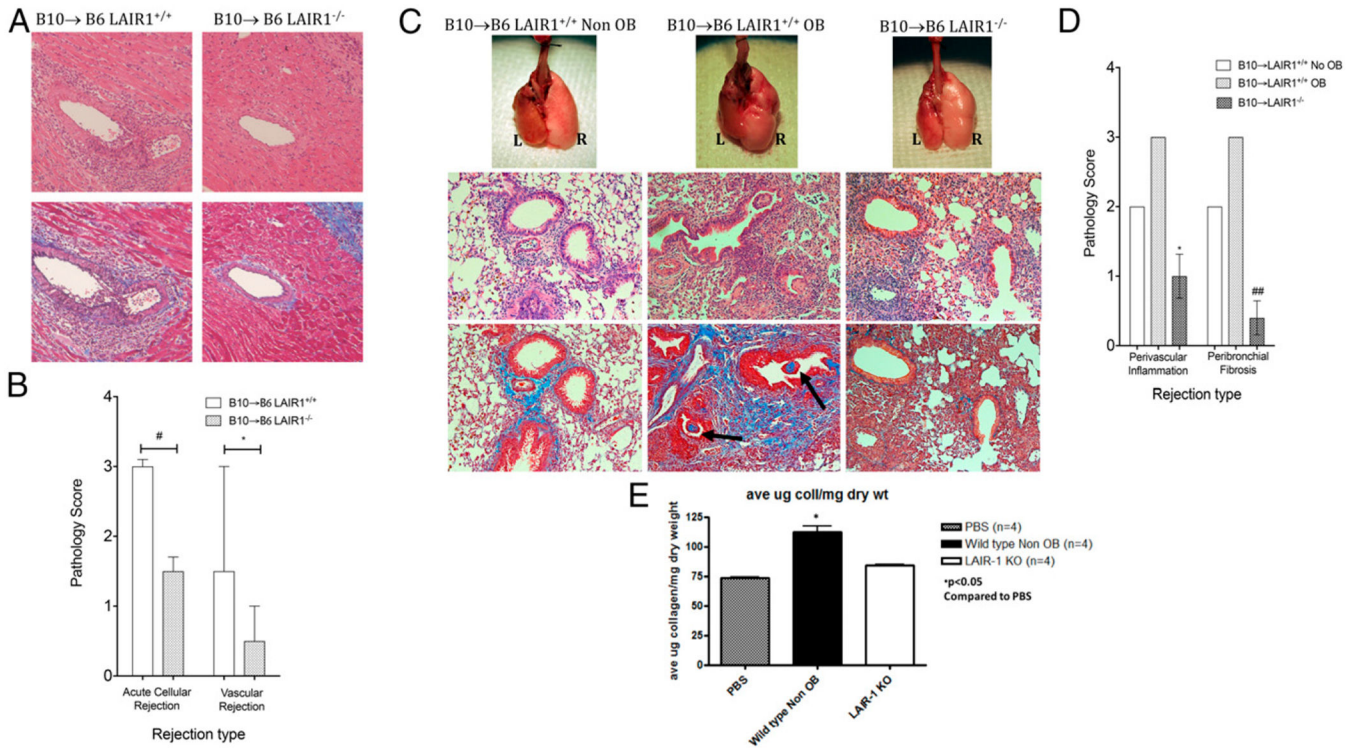 A
B10→B6 LAIR1+/+
B10→B6 LAIR1-/-
B
B10→B6 LAIR1+/+
B10→B6 LAIR1-/-
Pathology Score
4
3
2
1
0
#
*
Acute Cellular
Rejection
Vascular
Rejection
Rejection type
C
B10→B6 LAIR1+/+ Non OB
B10→B6 LAIR1+/+ OB
B10→B6 LAIR1-/-
L
R
L
R
L
R
D
B10→LAIR1+/+ No OB
B10→LAIR1+/+ OB
B10→LAIR1-/-
Pathology Score
4
3
2
1
0
*
##
Perivascular
Inflammation
Peribronchial
Fibrosis
Rejection type
E
ave ug coll/mg dry wt
ave ug collagen/mg dry weight
125
100
75
50
25
0
*
PBS
Wild type Non OB
LAIR-1 KO
PBS (n=4)
Wild type Non OB (n=4)
LAIR-1 KO (n=4)
•p<0.05
Compared to PBS